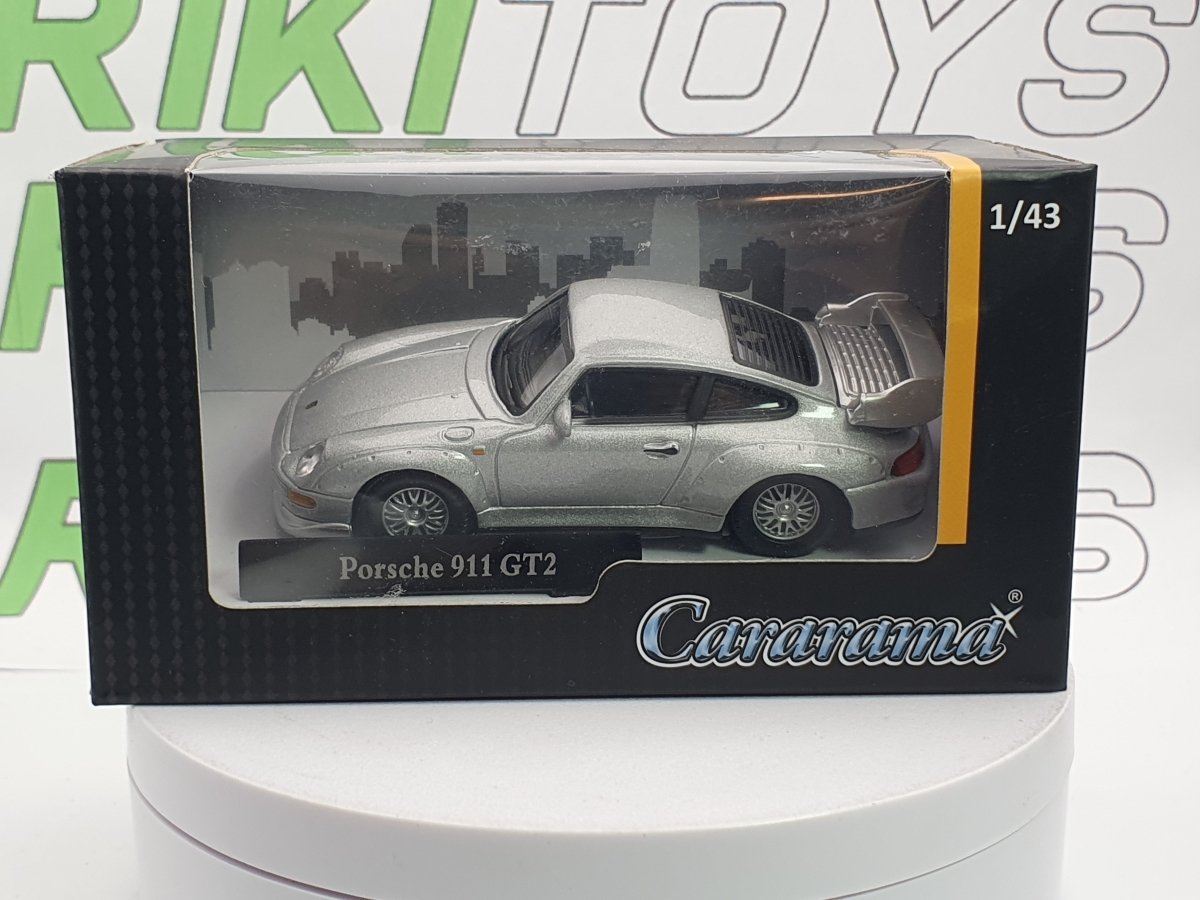 RIKITOYS
1/43
Porsche 911 GT2
Cararama®